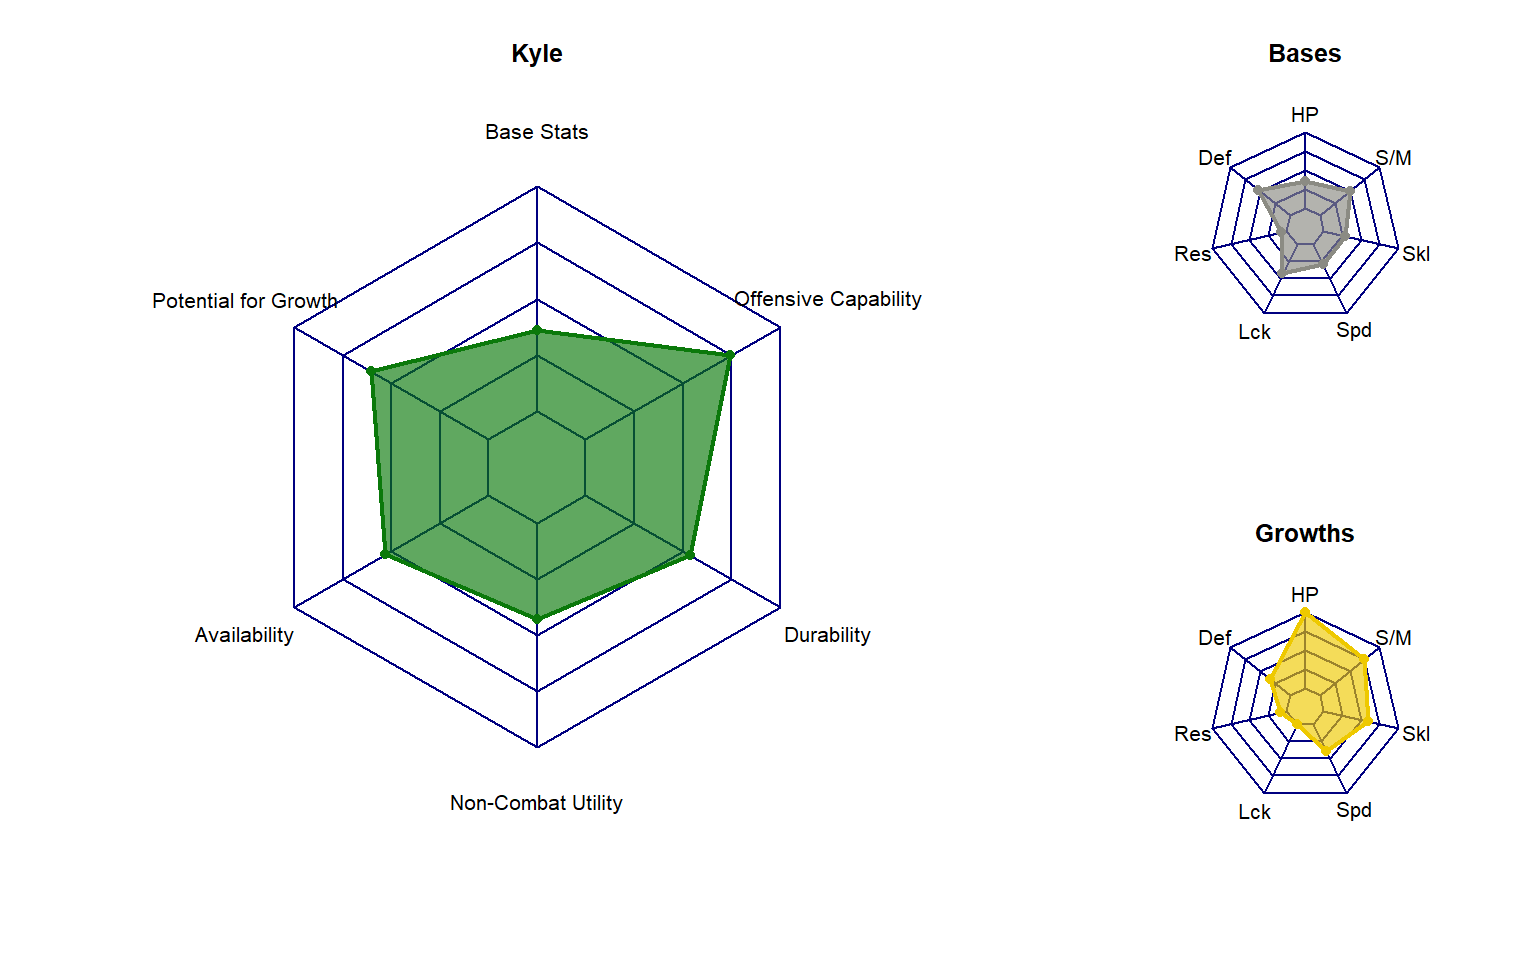 Kyle
Base Stats
Offensive Capability
Potential for Growth
Availability
Durability
Non-Combat Utility
Bases
HP
Def
S/M
Res
Skl
Lck
Spd
Growths
HP
Def
S/M
Res
Skl
Lck
Spd